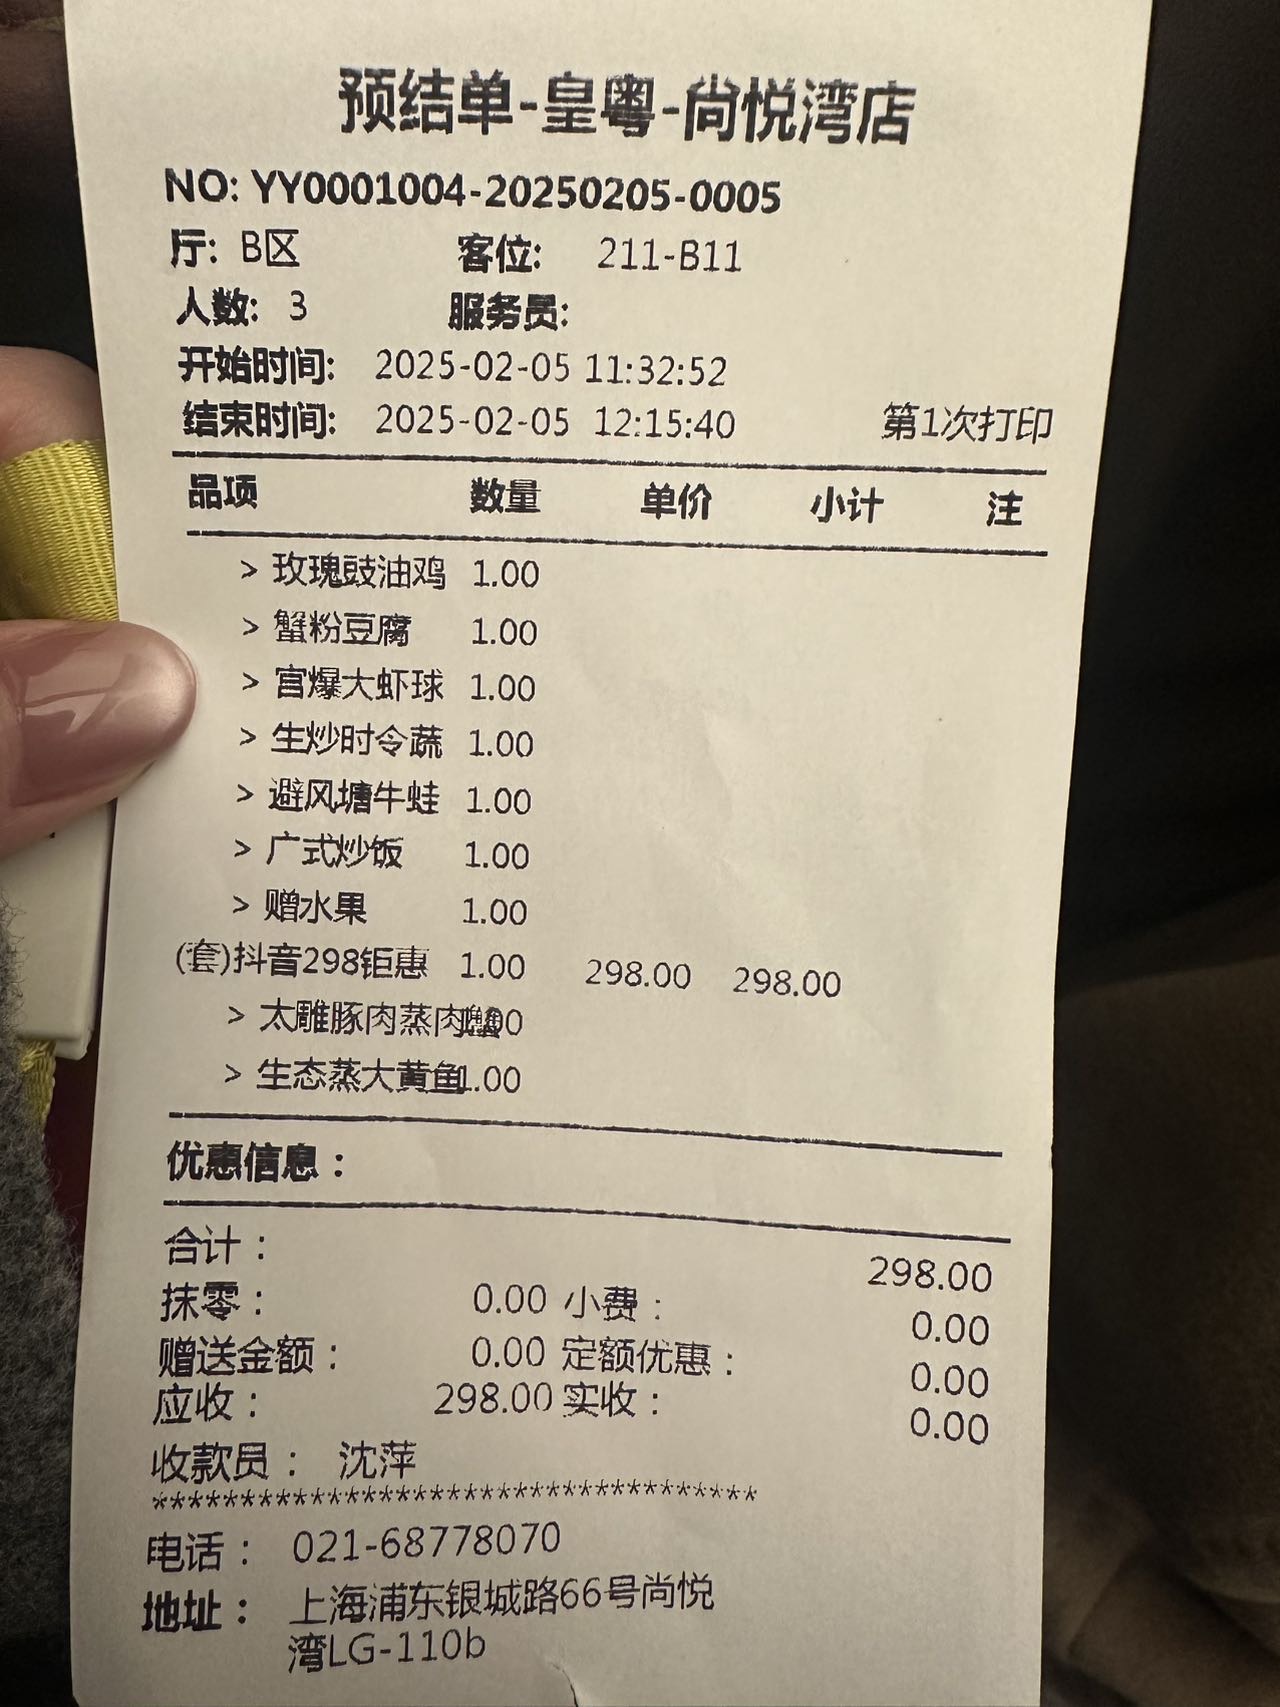 预结单-皇粤-尚悦湾店
NO: YY0001004-20250205-0005
厅: B区 客位: 211-B11
人数: 3 服务员:
开始时间: 2025-02-05 11:32:52
结束时间: 2025-02-05 12:15:40 第1次打印
品项 数量 单价 小计 注
> 玫瑰豉油鸡 1.00
> 蟹粉豆腐 1.00
> 宫爆大虾球 1.00
> 生炒时令蔬 1.00
> 避风塘牛蛙 1.00
> 广式炒饭 1.00
> 赠水果 1.00
(套)抖音298钜惠 1.00 298.00 298.00
> 太雕豚肉蒸肉
> 生态蒸大黄鱼1.00
优惠信息：
合计： 298.00
抹零： 0.00 小费： 0.00
赠送金额： 0.00 定额优惠： 0.00
应收： 298.00 实收： 0.00
收款员： 沈萍
***********************************
电话： 021-68778070
地址： 上海浦东银城路66号尚悦
湾LG-110b